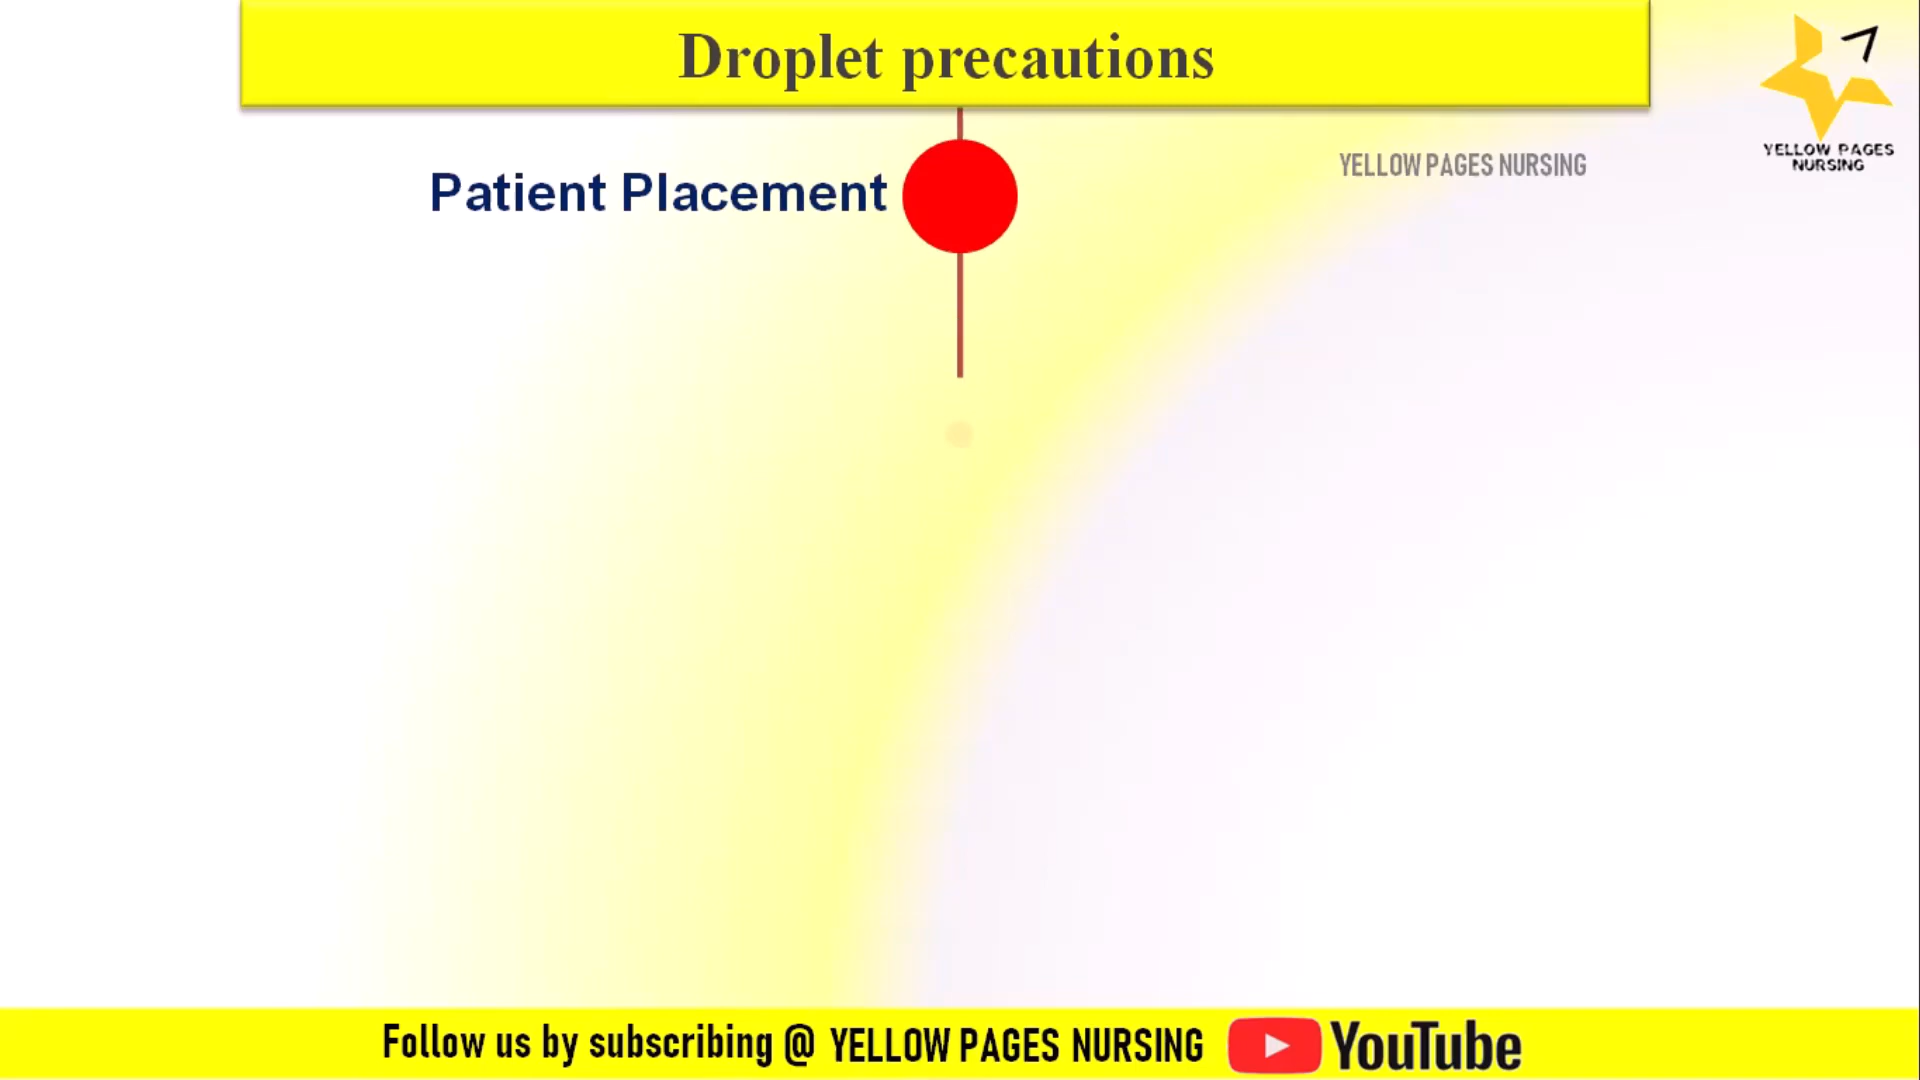 Droplet precautions
Patient Placement
YELLOW PAGES NURSING
YELLOW PAGES
NURSING
Follow us by subscribing @ YELLOW PAGES NURSING YouTube